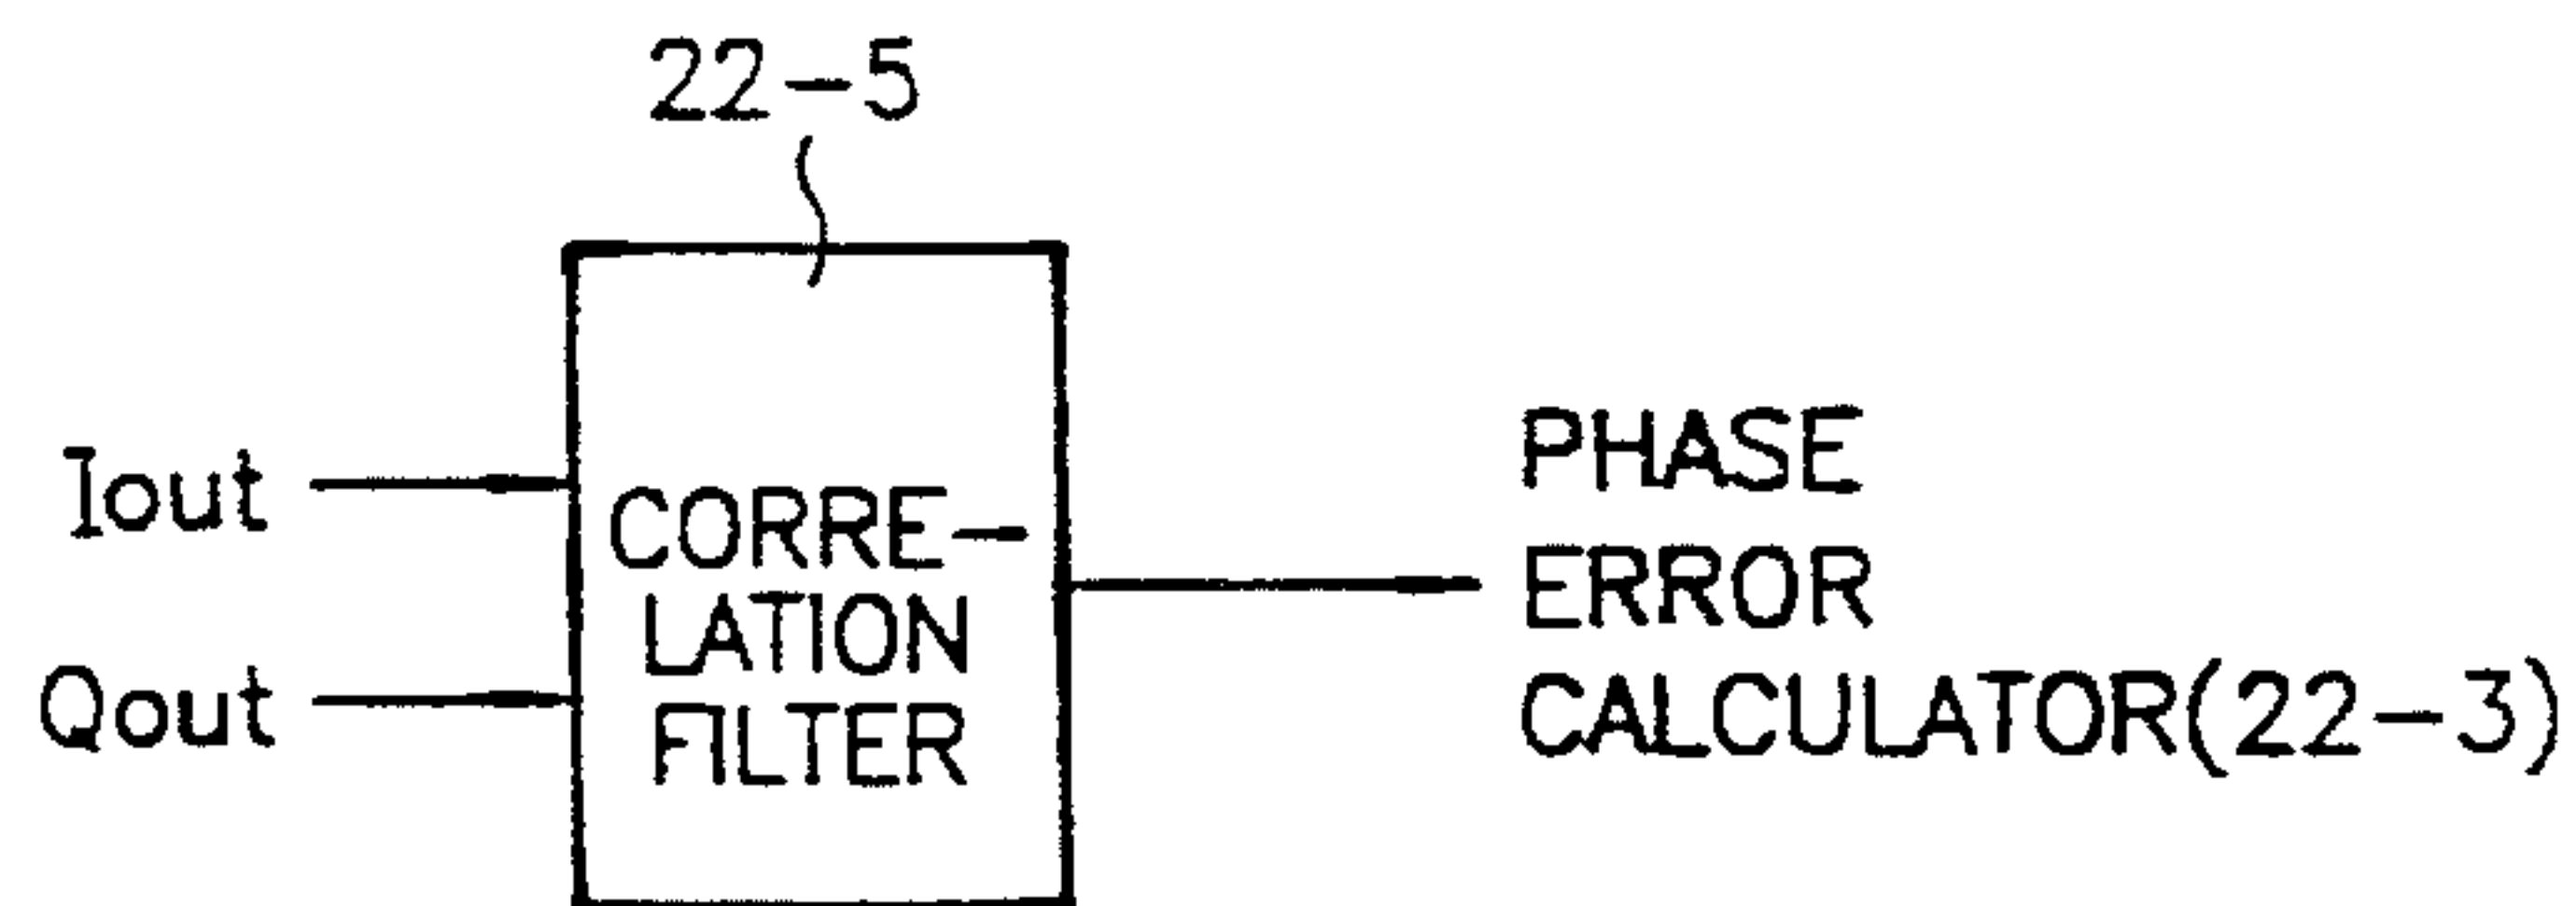 22-5
Iout
Qout
CORRE-
LATION
FILTER
PHASE
ERROR
CALCULATOR(22-3)